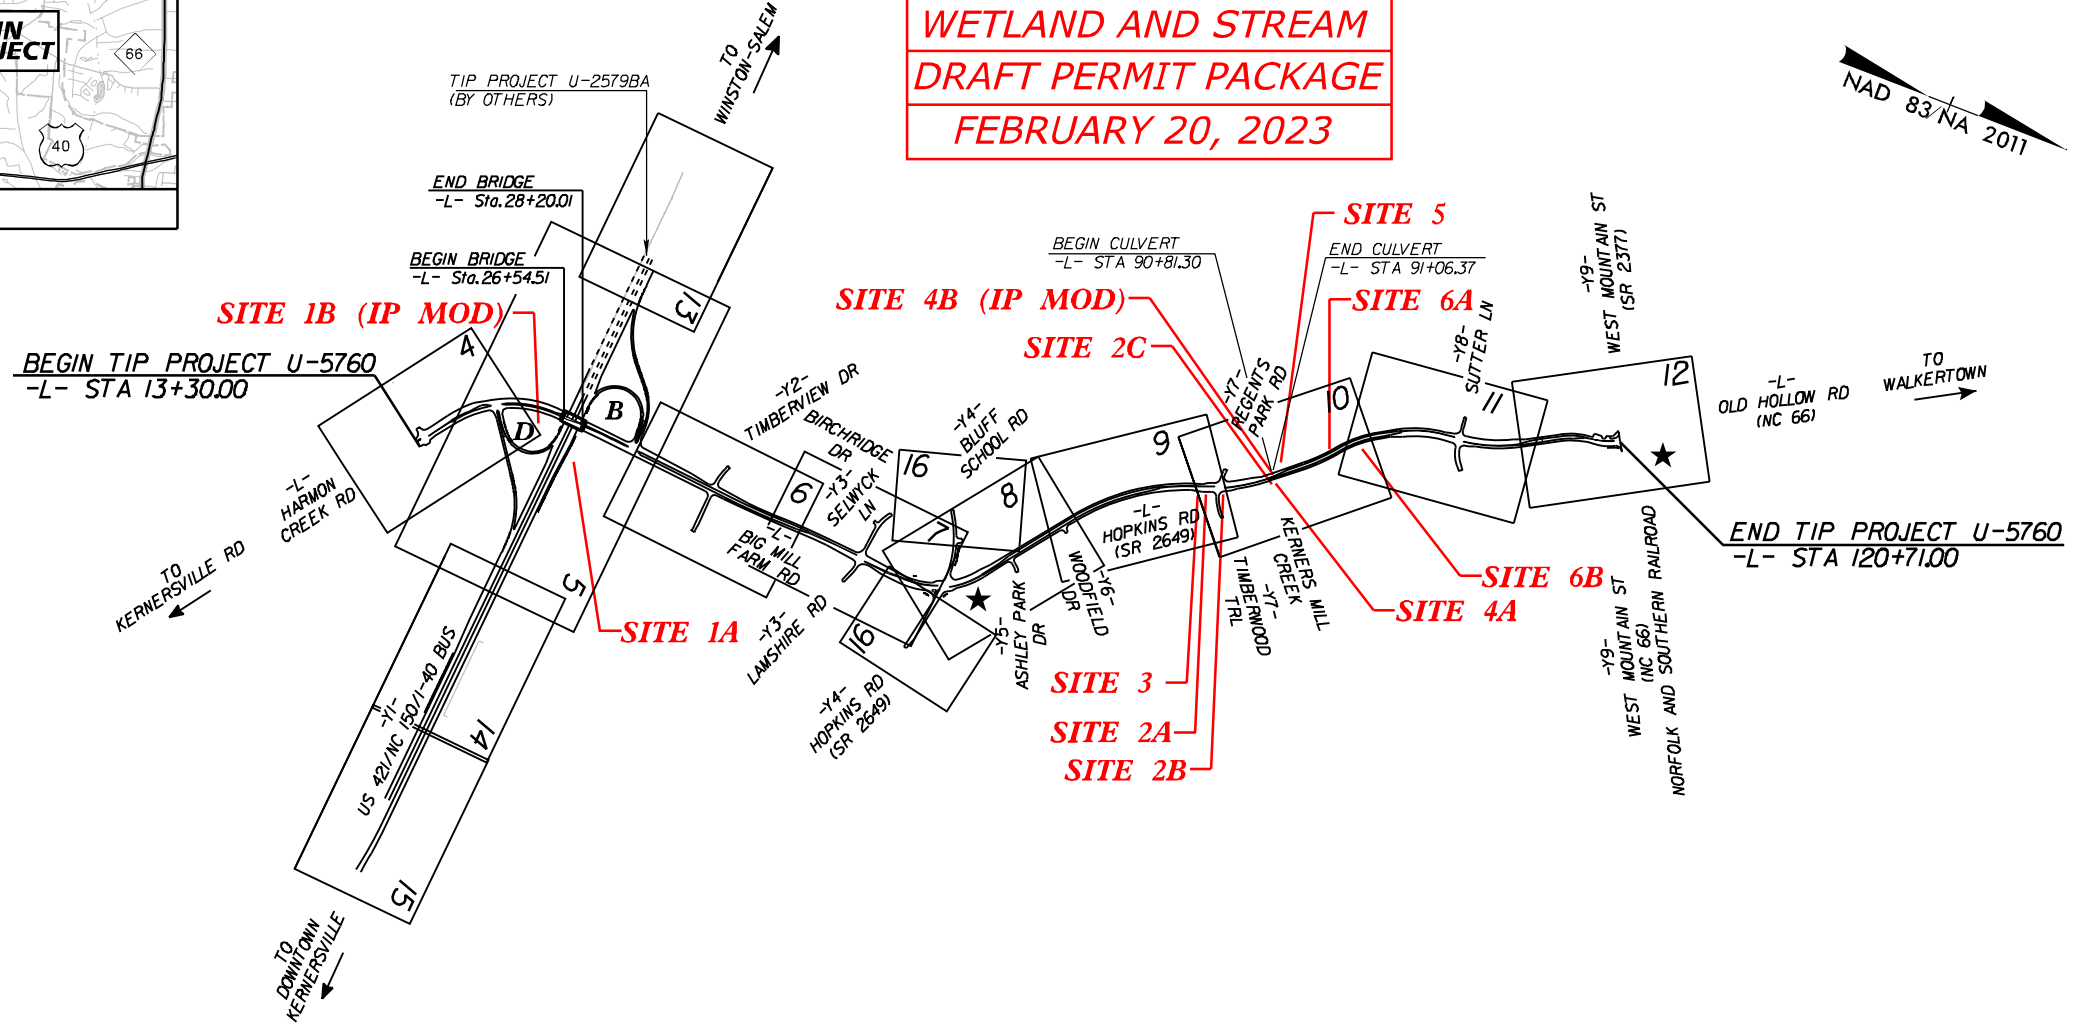 WETLAND AND STREAM
DRAFT PERMIT PACKAGE
FEBRUARY 20, 2023
JECT
66
40
NAD 83/NA 2011
TO
WINSTON-SALEM
TIP PROJECT U-2579BA
(BY OTHERS)
END BRIDGE
-L- Sta.28+20.01
BEGIN BRIDGE
-L- Sta.26+54.51
SITE 1B (IP MOD)
BEGIN TIP PROJECT U-5760
-L- STA 13+30.00
4
13
D
B
-L-
HARMON
CREEK RD
TO
KERNERSVILLE RD
5
SITE 1A
-Y1-
US 421/NC 150/I-40 BUS
14
15
TO
DOWNTOWN
KERNERSVILLE
-Y2-
TIMBERVIEW DR
BIRCHRIDGE
DR
-Y3-
SELWYCK
LN
6
-L-
BIG MILL
FARM RD
-Y3-
LAMSHIRE RD
16
-Y4-
BLUFF
SCHOOL RD
7
8
16
-Y4-
HOPKINS RD
(SR 2649)
-Y5-
ASHLEY PARK
DR
-Y6-
WOODFIELD
DR
-L-
HOPKINS RD
(SR 2649)
9
SITE 4B (IP MOD)
SITE 2C
BEGIN CULVERT
-L- STA 90+81.30
SITE 5
END CULVERT
-L- STA 91+06.37
SITE 6A
-Y7-
REGENTS
PARK RD
10
SITE 3
SITE 2A
SITE 2B
-Y7-
TIMBERWOOD
TRL
KERNERS MILL
CREEK
SITE 6B
SITE 4A
-Y8-
SUTTER LN
11
-Y9-
WEST MOUNTAIN ST
(SR 2377)
12
-L-
OLD HOLLOW RD
(NC 66)
TO
WALKERTOWN
END TIP PROJECT U-5760
-L- STA 120+71.00
-Y9-
WEST MOUNTAIN ST
(NC 66)
NORFOLK AND SOUTHERN RAILROAD